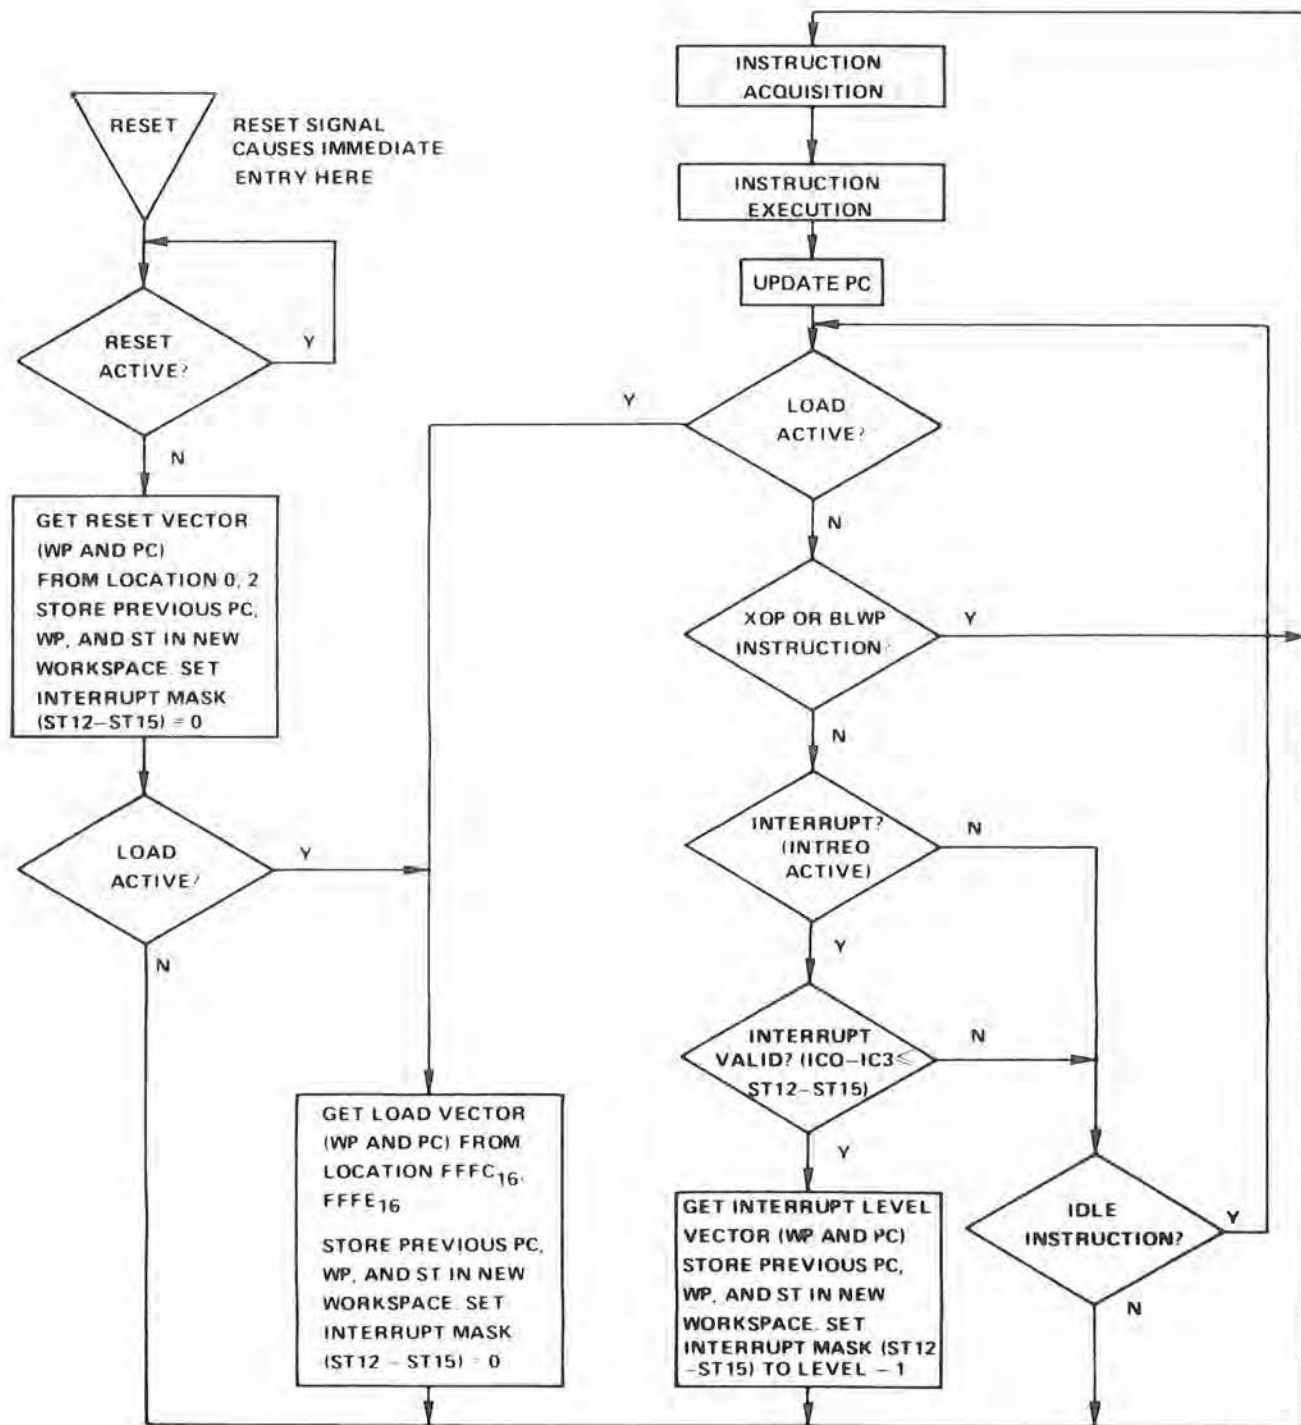 RESET
RESET SIGNAL
CAUSES IMMEDIATE
ENTRY HERE
RESET
ACTIVE?
Y
N
GET RESET VECTOR
(WP AND PC)
FROM LOCATION 0, 2
STORE PREVIOUS PC,
WP, AND ST IN NEW
WORKSPACE. SET
INTERRUPT MASK
(ST12–ST15) = 0
LOAD
ACTIVE?
Y
N
GET LOAD VECTOR
(WP AND PC) FROM
LOCATION FFFC16,
FFFE16
STORE PREVIOUS PC,
WP, AND ST IN NEW
WORKSPACE. SET
INTERRUPT MASK
(ST12 – ST15) = 0
INSTRUCTION
ACQUISITION
INSTRUCTION
EXECUTION
UPDATE PC
LOAD
ACTIVE?
Y
N
XOP OR BLWP
INSTRUCTION?
Y
N
INTERRUPT?
(INTREQ
ACTIVE)
N
Y
INTERRUPT
VALID? (IC0–IC3≤
ST12–ST15)
N
Y
GET INTERRUPT LEVEL
VECTOR (WP AND PC)
STORE PREVIOUS PC,
WP, AND ST IN NEW
WORKSPACE. SET
INTERRUPT MASK (ST12
–ST15) TO LEVEL – 1
IDLE
INSTRUCTION?
Y
N